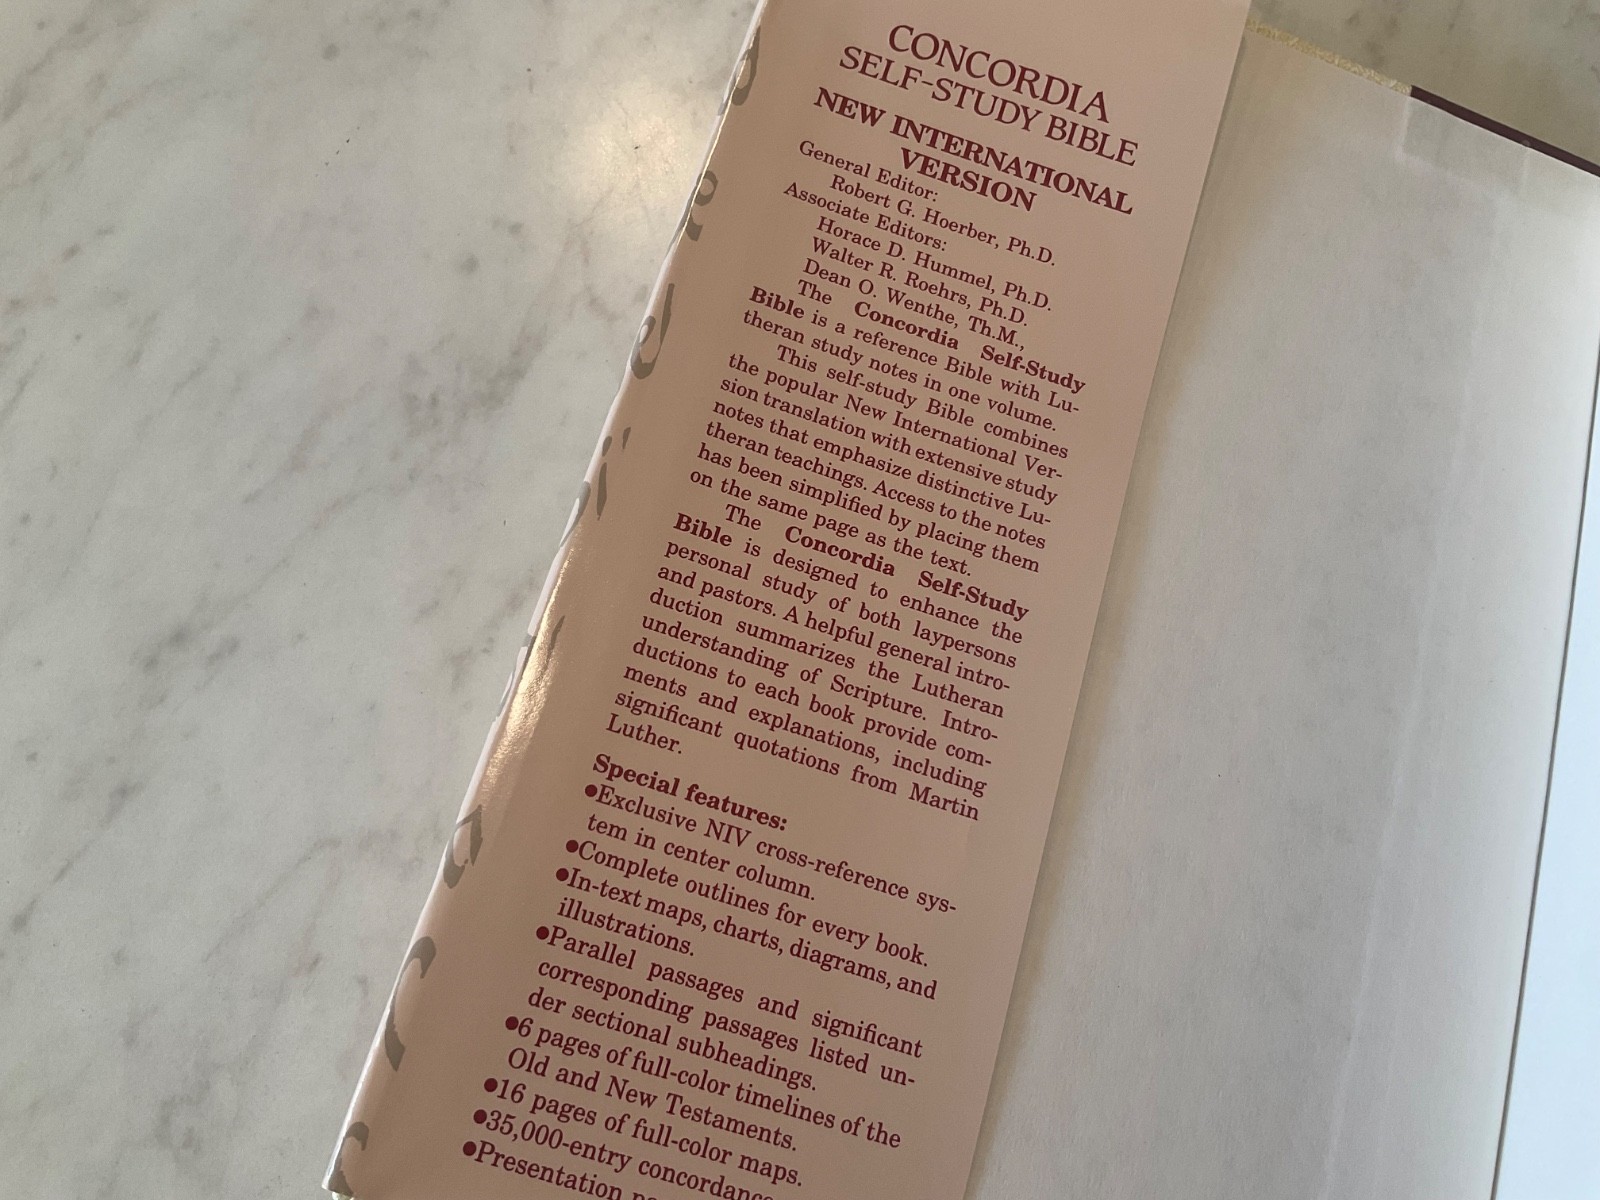 CONCORDIA
SELF-STUDY BIBLE
NEW INTERNATIONAL
VERSION
General Editor:
Robert G. Hoerber, Ph.D.
Associate Editors:
Horace D. Hummel, Ph.D.
Walter R. Roehrs, Ph.D.
Dean O. Wenthe, Th.M.,
The Concordia Self-Study
Bible is a reference Bible with Lu-
theran study notes in one volume.
This self-study Bible combines
the popular New International Ver-
sion translation with extensive study
notes that emphasize distinctive Lu-
theran teachings. Access to the notes
has been simplified by placing them
on the same page as the text.
The Concordia Self-Study
Bible is designed to enhance the
personal study of both laypersons
and pastors. A helpful general intro-
duction summarizes the Lutheran
understanding of Scripture. Intro-
ductions to each book provide com-
ments and explanations, including
significant quotations from Martin
Luther.
Special features:
●Exclusive NIV cross-reference sys-
tem in center column.
●Complete outlines for every book.
●In-text maps, charts, diagrams, and
illustrations.
●Parallel passages and significant
corresponding passages listed un-
der sectional subheadings.
●6 pages of full-color timelines of the
Old and New Testaments.
●16 pages of full-color maps.
●35,000-entry concordance
●Presentation